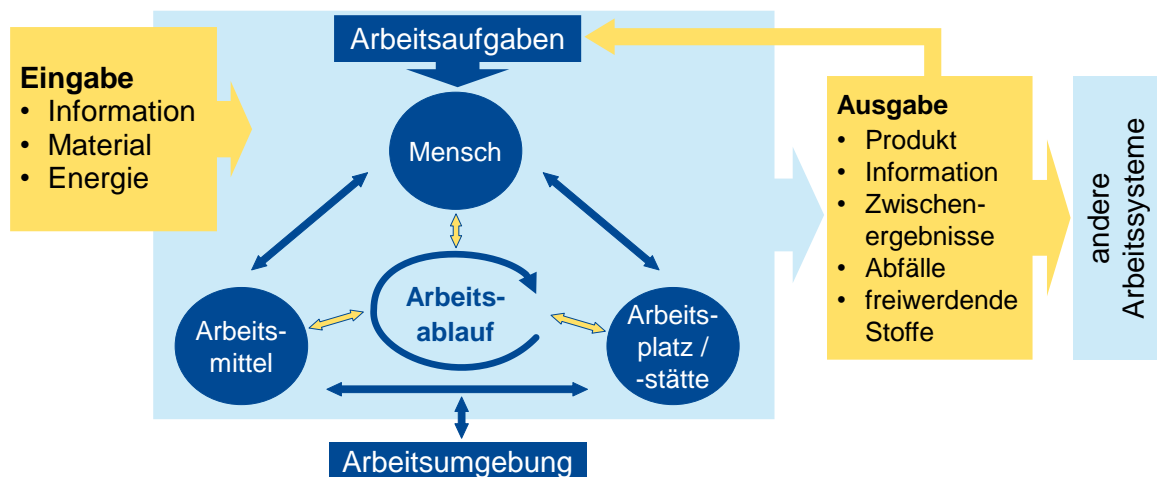 Arbeitsaufgaben
Eingabe
• Information
• Material
• Energie
Mensch
Arbeits-
ablauf
Arbeits-
mittel
Arbeits-
platz /
-stätte
Arbeitsumgebung
Ausgabe
• Produkt
• Information
• Zwischen-
ergebnisse
• Abfälle
• freiwerdende
Stoffe
andere
Arbeitssysteme